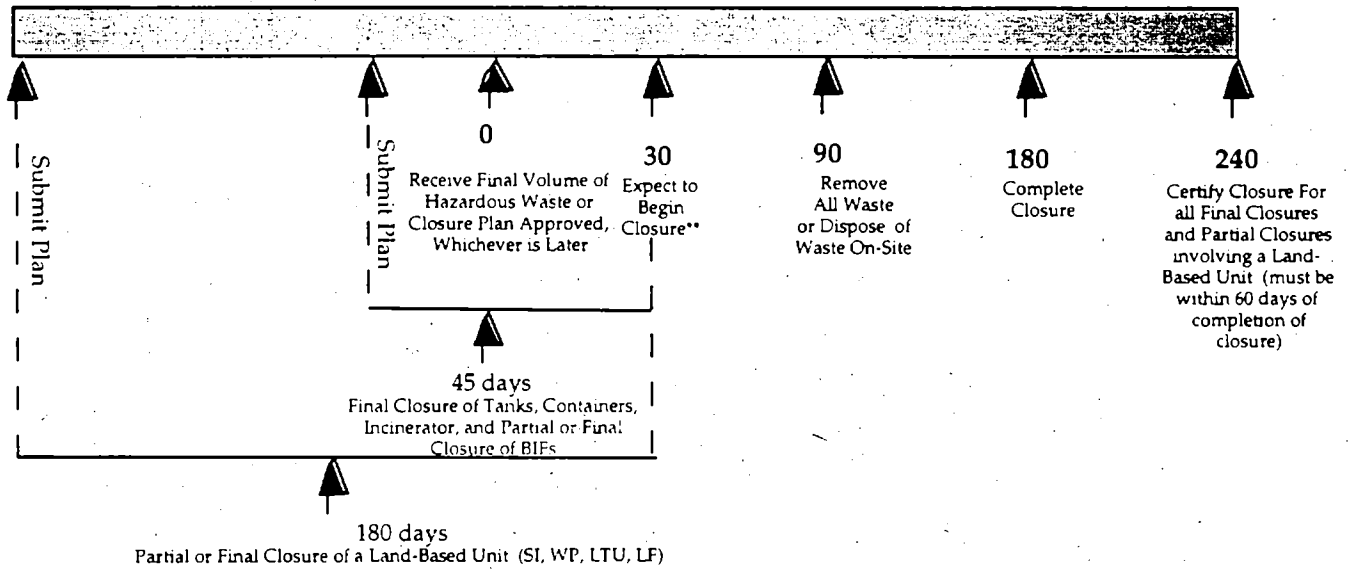 Submit Plan
Submit Plan
0
Receive Final Volume of
Hazardous Waste or
Closure Plan Approved,
Whichever is Later
30
Expect to
Begin
Closure**
90
Remove
All Waste
or Dispose of
Waste On-Site
180
Complete
Closure
240
Certify Closure For
all Final Closures
and Partial Closures
involving a Land-
Based Unit (must be
within 60 days of
completion of
closure)
45 days
Final Closure of Tanks, Containers,
Incinerator, and Partial or Final
Closure of BIFs
180 days
Partial or Final Closure of a Land-Based Unit (SI, WP, LTU, LF)